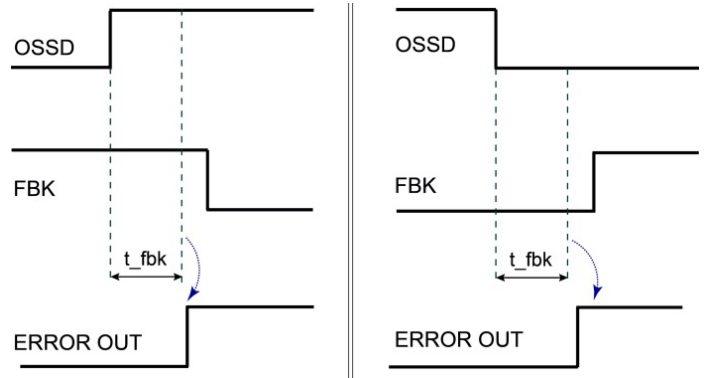 OSSD
FBK
t_fbk
ERROR OUT
OSSD
FBK
t_fbk
ERROR OUT